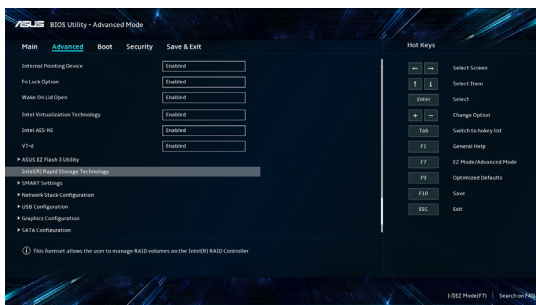 ASUS BIOS Utility - Advanced Mode
Main Advanced Boot Security Save & Exit
Hot Keys
Internal Pointing Device Enabled
Fn Lock Option Enabled
Wake On Lid Open Enabled
Intel Virtualization Technology Enabled
Intel AES-NI Enabled
VT-d Enabled
> ASUS EZ Flash 3 Utility
Intel(R) Rapid Storage Technology
> SMART Settings
> Network Stack Configuration
> USB Configuration
> Graphics Configuration
> SATA Configuration
← → Select Screen
↑ ↓ Select Item
Enter Select
+ - Change Option
Tab Switch to hokey list
F1 General Help
F7 EZ Mode/Advanced Mode
F9 Optimized Defaults
F10 Save
ESC Exit
i This formset allows the user to manage RAID volumes on the Intel(R) RAID Controller
EZ Mode(F7) | Search on FAQ